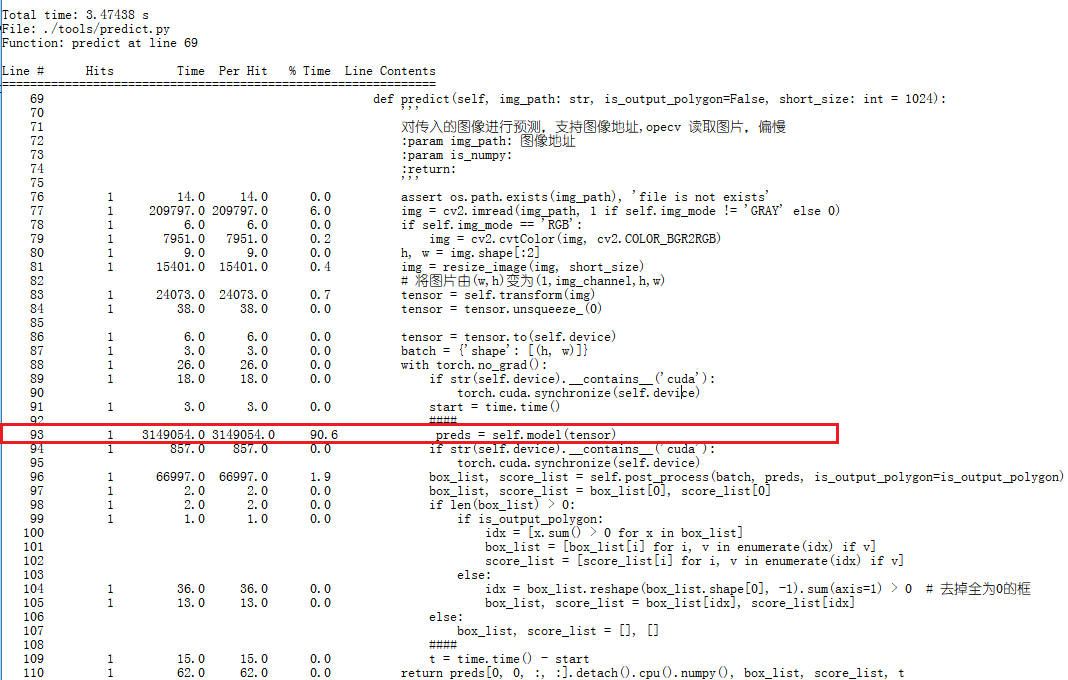 Total time: 3.47438 s
File: ./tools/predict.py
Function: predict at line 69
Line # Hits Time Per Hit % Time Line Contents
==============================================================
69 def predict(self, img_path: str, is_output_polygon=False, short_size: int = 1024):
70 '''
71 对传入的图像进行预测，支持图像地址,opecv 读取图片，偏慢
72 :param img_path: 图像地址
73 :param is_numpy:
74 :return:
75 '''
76 1 14.0 14.0 0.0 assert os.path.exists(img_path), 'file is not exists'
77 1 209797.0 209797.0 6.0 img = cv2.imread(img_path, 1 if self.img_mode != 'GRAY' else 0)
78 1 6.0 6.0 0.0 if self.img_mode == 'RGB':
79 1 7951.0 7951.0 0.2 img = cv2.cvtColor(img, cv2.COLOR_BGR2RGB)
80 1 9.0 9.0 0.0 h, w = img.shape[:2]
81 1 15401.0 15401.0 0.4 img = resize_image(img, short_size)
82 # 将图片由(w,h)变为(1,img_channel,h,w)
83 1 24073.0 24073.0 0.7 tensor = self.transform(img)
84 1 38.0 38.0 0.0 tensor = tensor.unsqueeze_(0)
85
86 1 6.0 6.0 0.0 tensor = tensor.to(self.device)
87 1 3.0 3.0 0.0 batch = {'shape': [(h, w)]}
88 1 26.0 26.0 0.0 with torch.no_grad():
89 1 18.0 18.0 0.0 if str(self.device).__contains__('cuda'):
90 torch.cuda.synchronize(self.device)
91 1 3.0 3.0 0.0 start = time.time()
92 ####
93 1 3149054.0 3149054.0 90.6 preds = self.model(tensor)
94 1 857.0 857.0 0.0 if str(self.device).__contains__('cuda'):
95 torch.cuda.synchronize(self.device)
96 1 66997.0 66997.0 1.9 box_list, score_list = self.post_process(batch, preds, is_output_polygon=is_output_polygon)
97 1 2.0 2.0 0.0 box_list, score_list = box_list[0], score_list[0]
98 1 2.0 2.0 0.0 if len(box_list) > 0:
99 1 1.0 1.0 0.0 if is_output_polygon:
100 idx = [x.sum() > 0 for x in box_list]
101 box_list = [box_list[i] for i, v in enumerate(idx) if v]
102 score_list = [score_list[i] for i, v in enumerate(idx) if v]
103 else:
104 1 36.0 36.0 0.0 idx = box_list.reshape(box_list.shape[0], -1).sum(axis=1) > 0 # 去掉全为0的框
105 1 13.0 13.0 0.0 box_list, score_list = box_list[idx], score_list[idx]
106 else:
107 box_list, score_list = [], []
108 ####
109 1 15.0 15.0 0.0 t = time.time() - start
110 1 62.0 62.0 0.0 return preds[0, 0, :, :].detach().cpu().numpy(), box_list, score_list, t